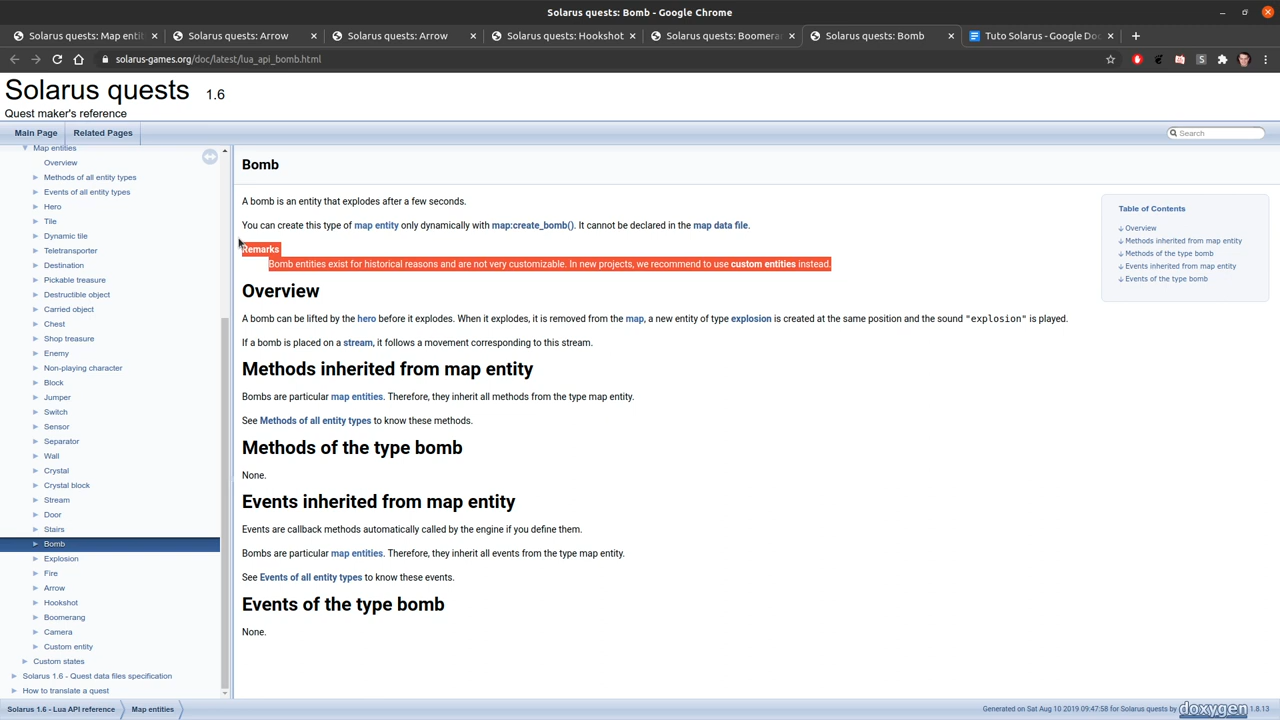 Solarus quests: Bomb - Google Chrome
Solarus quests: Map entit
Solarus quests: Arrow
Solarus quests: Arrow
Solarus quests: Hookshot
Solarus quests: Boomeran
Solarus quests: Bomb
Tuto Solarus - Google Doc
solarus-games.org/doc/latest/lua_api_bomb.html
Solarus quests 1.6
Quest maker's reference
Main Page
Related Pages
Search
Map entities
Overview
Methods of all entity types
Events of all entity types
Hero
Tile
Dynamic tile
Teletransporter
Destination
Pickable treasure
Destructible object
Carried object
Chest
Shop treasure
Enemy
Non-playing character
Block
Jumper
Switch
Sensor
Separator
Wall
Crystal
Crystal block
Stream
Door
Stairs
Bomb
Explosion
Fire
Arrow
Hookshot
Boomerang
Camera
Custom entity
Custom states
Solarus 1.6 - Quest data files specification
How to translate a quest
Bomb
A bomb is an entity that explodes after a few seconds.
You can create this type of map entity only dynamically with map:create_bomb(). It cannot be declared in the map data file.
Remarks
Bomb entities exist for historical reasons and are not very customizable. In new projects, we recommend to use custom entities instead.
Overview
A bomb can be lifted by the hero before it explodes. When it explodes, it is removed from the map, a new entity of type explosion is created at the same position and the sound "explosion" is played.
If a bomb is placed on a stream, it follows a movement corresponding to this stream.
Methods inherited from map entity
Bombs are particular map entities. Therefore, they inherit all methods from the type map entity.
See Methods of all entity types to know these methods.
Methods of the type bomb
None.
Events inherited from map entity
Events are callback methods automatically called by the engine if you define them.
Bombs are particular map entities. Therefore, they inherit all events from the type map entity.
See Events of all entity types to know these events.
Events of the type bomb
None.
Table of Contents
↓ Overview
↓ Methods inherited from map entity
↓ Methods of the type bomb
↓ Events inherited from map entity
↓ Events of the type bomb
Solarus 1.6 - Lua API reference
Map entities
Generated on Sat Aug 10 2019 09:47:58 for Solarus quests by doxygen 1.8.13